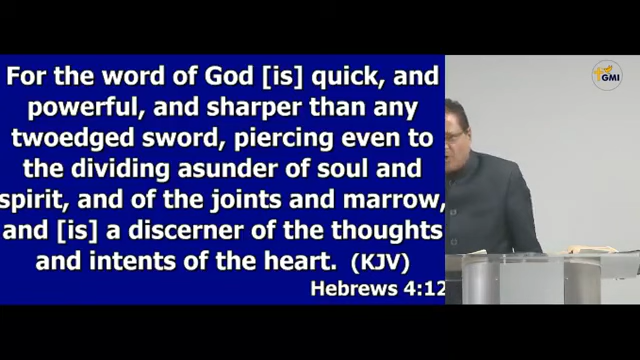 For the word of God [is] quick, and
powerful, and sharper than any
twoedged sword, piercing even to
the dividing asunder of soul and
spirit, and of the joints and marrow,
and [is] a discerner of the thoughts
and intents of the heart. (KJV)
Hebrews 4:12
GMI